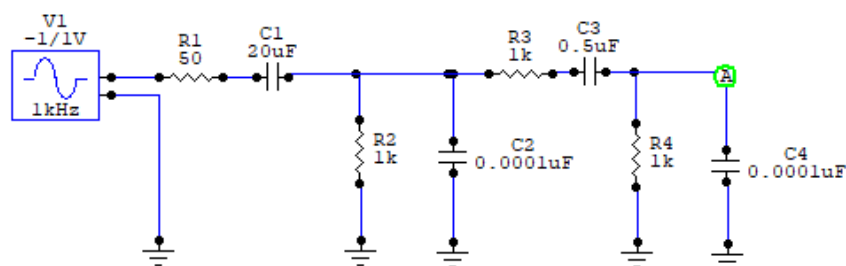 V1
-1/1V
1kHz
R1
50
C1
20uF
R2
1k
C2
0.0001uF
R3
1k
C3
0.5uF
R4
1k
A
C4
0.0001uF